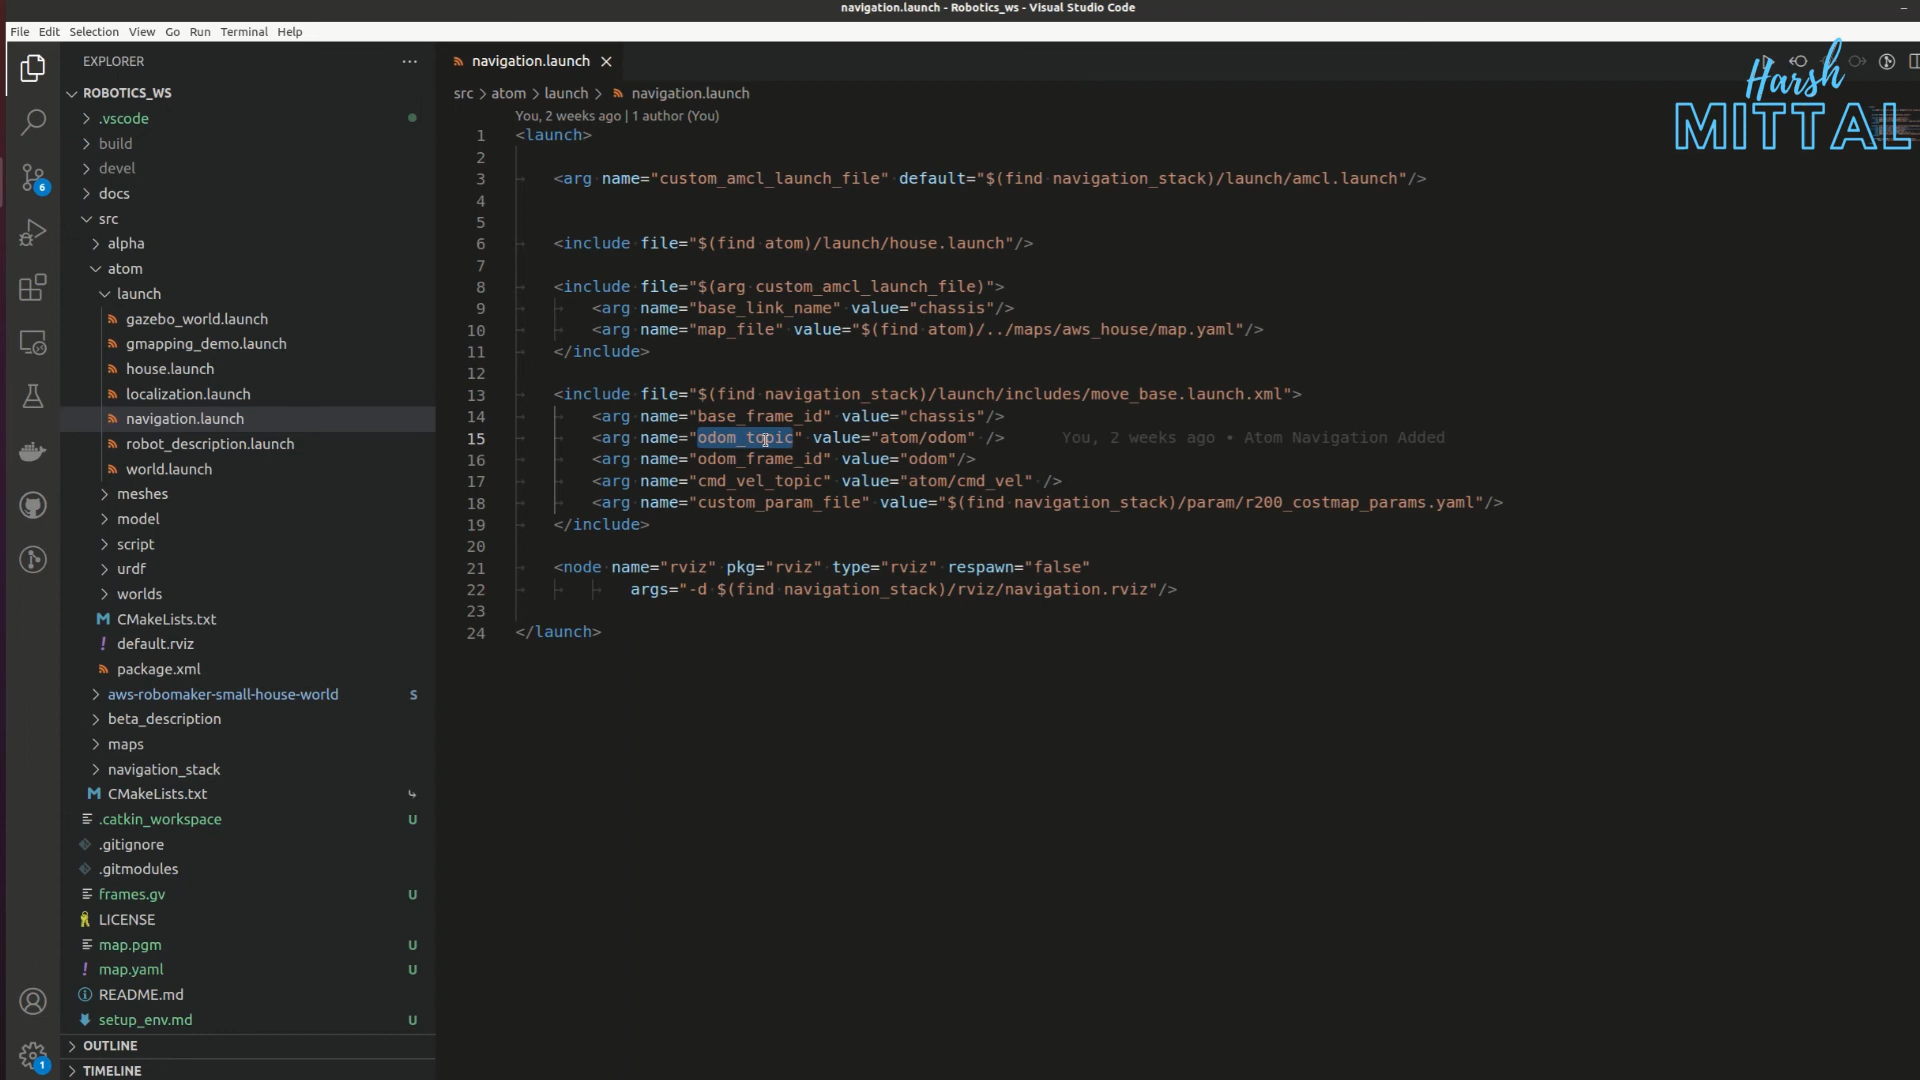 navigation.launch - Robotics_ws - Visual Studio Code
File Edit Selection View Go Run Terminal Help
EXPLORER
ROBOTICS_WS
.vscode
build
devel
docs
src
alpha
atom
launch
gazebo_world.launch
gmapping_demo.launch
house.launch
localization.launch
navigation.launch
robot_description.launch
world.launch
meshes
model
script
urdf
worlds
CMakeLists.txt
default.rviz
package.xml
aws-robomaker-small-house-world S
beta_description
maps
navigation_stack
CMakeLists.txt
.catkin_workspace U
.gitignore
.gitmodules
frames.gv U
LICENSE
map.pgm U
map.yaml U
README.md
setup_env.md U
OUTLINE
TIMELINE
6
1
navigation.launch
src > atom > launch > navigation.launch
You, 2 weeks ago | 1 author (You)
1 <launch>
2
3 <arg name="custom_amcl_launch_file" default="$(find navigation_stack)/launch/amcl.launch"/>
4
5
6 <include file="$(find atom)/launch/house.launch"/>
7
8 <include file="$(arg custom_amcl_launch_file)">
9 <arg name="base_link_name" value="chassis"/>
10 <arg name="map_file" value="$(find atom)/../maps/aws_house/map.yaml"/>
11 </include>
12
13 <include file="$(find navigation_stack)/launch/includes/move_base.launch.xml">
14 <arg name="base_frame_id" value="chassis"/>
15 <arg name="odom_topic" value="atom/odom" /> You, 2 weeks ago • Atom Navigation Added
16 <arg name="odom_frame_id" value="odom"/>
17 <arg name="cmd_vel_topic" value="atom/cmd_vel" />
18 <arg name="custom_param_file" value="$(find navigation_stack)/param/r200_costmap_params.yaml"/>
19 </include>
20
21 <node name="rviz" pkg="rviz" type="rviz" respawn="false"
22 args="-d $(find navigation_stack)/rviz/navigation.rviz"/>
23
24 </launch>
Harsh
MITTAL